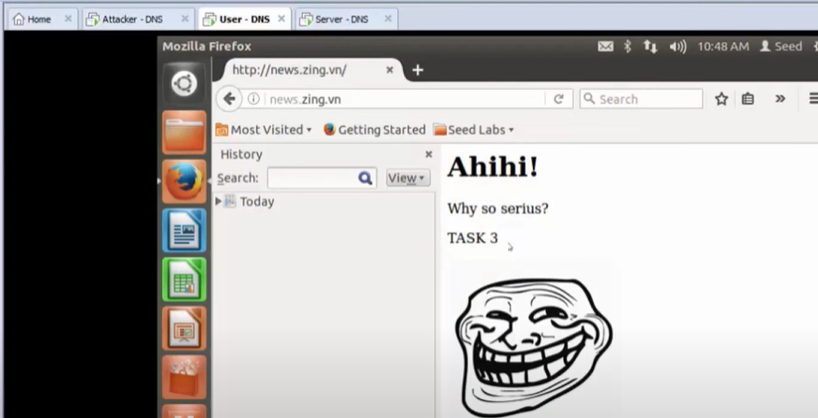 Home Attacker - DNS User - DNS Server - DNS
Mozilla Firefox 10:48 AM Seed
http://news.zing.vn/
news.zing.vn Search
Most Visited Getting Started Seed Labs
History
Search: View
Today
Ahihi!
Why so serius?
TASK 3